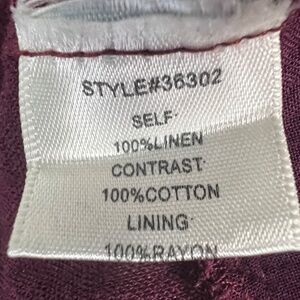 STYLE#36302
SELF:
100%LINEN
CONTRAST:
100%COTTON
LINING
100%RAYON